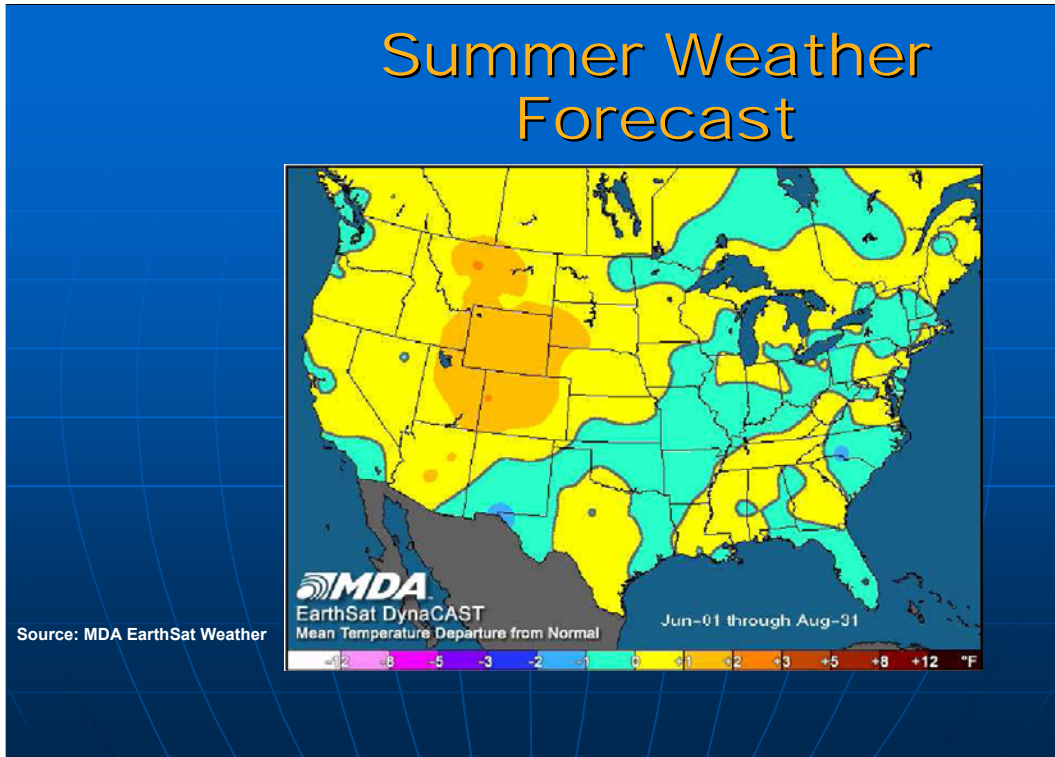 Summer Weather
Forecast
MDA
EarthSat DynaCAST
Mean Temperature Departure from Normal
Jun-01 through Aug-31
Source: MDA EarthSat Weather
-12 -8 -5 -3 -2 -1 0 +1 +2 +3 +5 +8 +12 °F